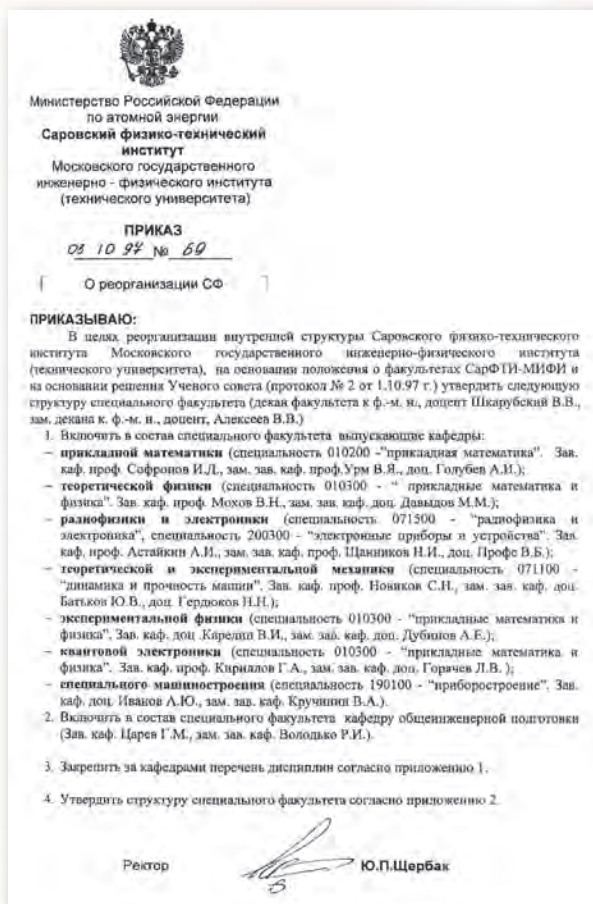 Министерство Российской Федерации
по атомной энергии
Саровский физико-технический
институт
Московского государственного
инженерно - физического института
(технического университета)
ПРИКАЗ
03 10 97 № 69
О реорганизации СФ
ПРИКАЗЫВАЮ:
В целях реорганизации внутренней структуры Саровского физико-технического
института Московского государственного инженерно-физического института
(технического университета), на основании положения о факультетах СарФТИ-МИФИ и
на основании решения Ученого совета (протокол № 2 от 1.10.97 г.) утвердить следующую
структуру специального факультета (декан факультета к ф.-м. н., доцент Шкарубский В.В.,
зам. декана к. ф.-м. н., доцент, Алексеев В.В.)
1. Включить в состав специального факультета выпускающие кафедры:
– прикладной математики (специальность 010200 -"прикладная математика". Зав.
каф. проф. Софронов И.Д., зам. зав. каф. проф.Урм В.Я., доц. Голубев А.И.);
– теоретической физики (специальность 010300 - " прикладные математика и
физика". Зав. каф. проф. Мохов В.Н., зам. зав. каф. доц. Давыдов М.М.);
– радиофизики и электроники (специальность 071500 - "радиофизика и
электроника", специальность 200300 - "электронные приборы и устройства". Зав.
каф. проф. Астайкин А.И., зам. зав. каф. проф. Щанников Н.И., доц. Профе В.Б.);
– теоретической и экспериментальной механики (специальность 071100 -
"динамика и прочность машин". Зав. каф. проф. Новиков С.Н., зам. зав. каф. доц.
Батьков Ю.В., доц. Гердюков Н.Н.);
– экспериментальной физики (специальность 010300 - "прикладные математика и
физика". Зав. каф. доц. Карелин В.И., зам. зав. каф. доц. Дубинов А.Е.);
– квантовой электроники (специальность 010300 - "прикладные математика и
физика". Зав. каф. проф. Кириллов Г.А., зам. зав. каф. доц. Горячев Л.В. );
– специального машиностроения (специальность 190100 - "приборостроение". Зав.
каф. доц. Иванов А.Ю., зам. зав. каф. Кручинин В.А.).
2. Включить в состав специального факультета кафедру общеинженерной подготовки
(Зав. каф. Царев Г.М., зам. зав. каф. Володько Р.И.).
3. Закрепить за кафедрами перечень дисциплин согласно приложению 1.
4. Утвердить структуру специального факультета согласно приложению 2.
Ректор Ю.П.Щербак